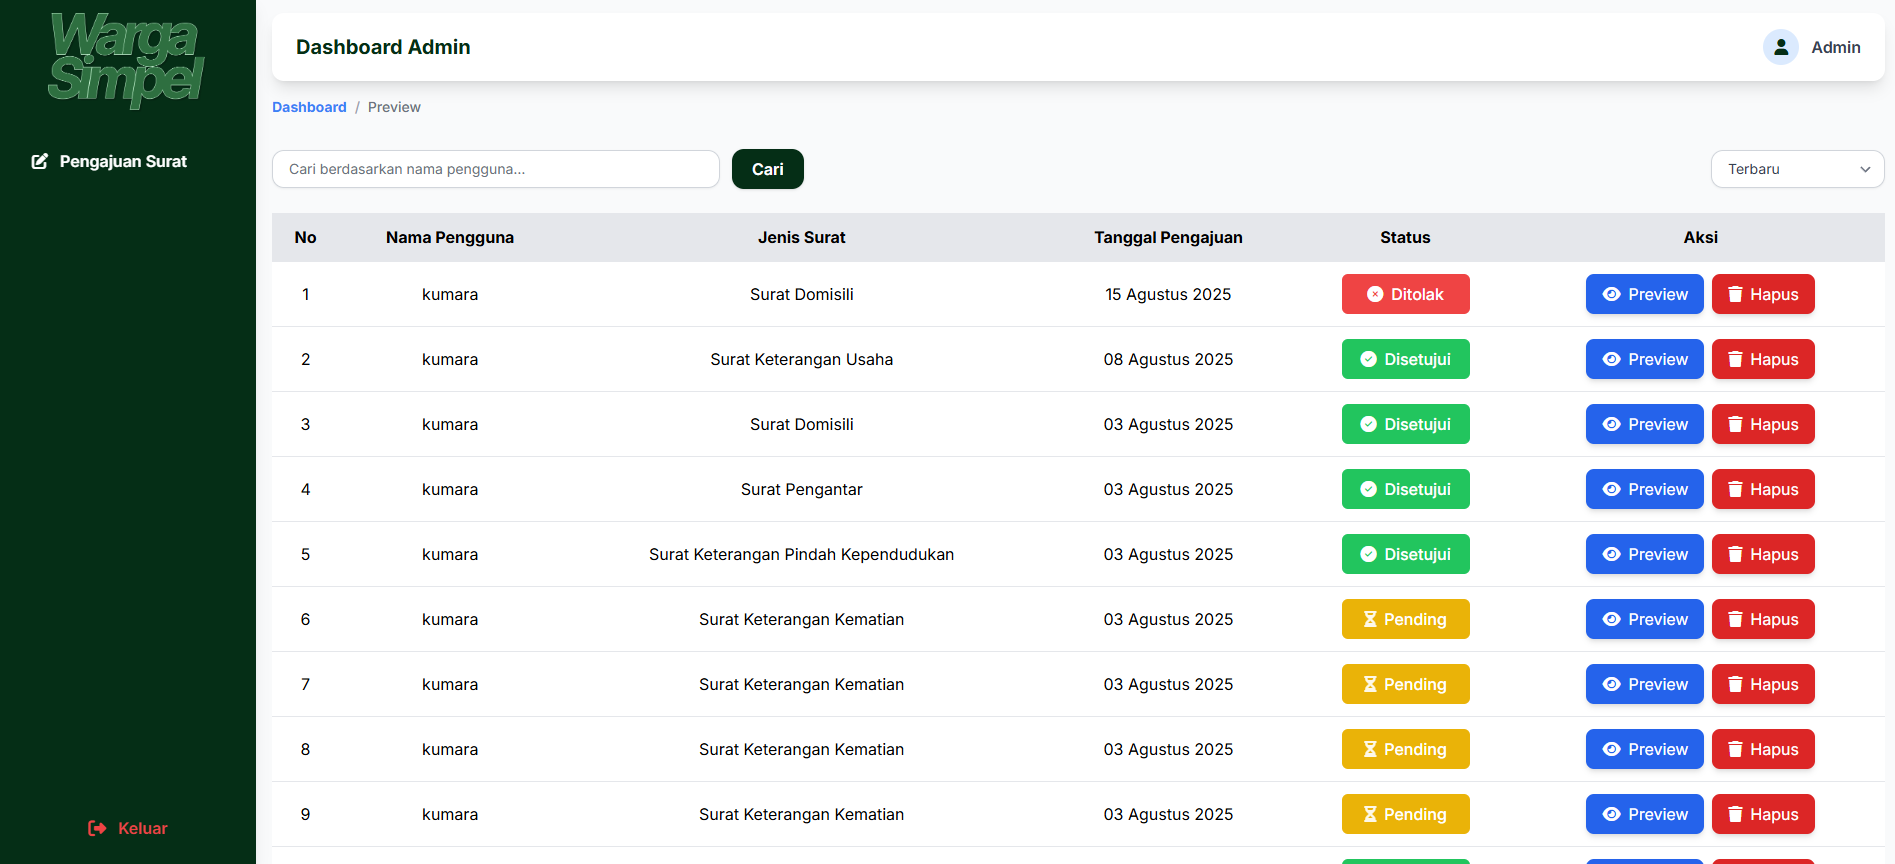 Warga
Simpel
Pengajuan Surat
Keluar
Dashboard Admin
Admin
Dashboard / Preview
Cari berdasarkan nama pengguna...
Cari
Terbaru
No Nama Pengguna Jenis Surat Tanggal Pengajuan Status Aksi
1 kumara Surat Domisili 15 Agustus 2025 Ditolak Preview Hapus
2 kumara Surat Keterangan Usaha 08 Agustus 2025 Disetujui Preview Hapus
3 kumara Surat Domisili 03 Agustus 2025 Disetujui Preview Hapus
4 kumara Surat Pengantar 03 Agustus 2025 Disetujui Preview Hapus
5 kumara Surat Keterangan Pindah Kependudukan 03 Agustus 2025 Disetujui Preview Hapus
6 kumara Surat Keterangan Kematian 03 Agustus 2025 Pending Preview Hapus
7 kumara Surat Keterangan Kematian 03 Agustus 2025 Pending Preview Hapus
8 kumara Surat Keterangan Kematian 03 Agustus 2025 Pending Preview Hapus
9 kumara Surat Keterangan Kematian 03 Agustus 2025 Pending Preview Hapus